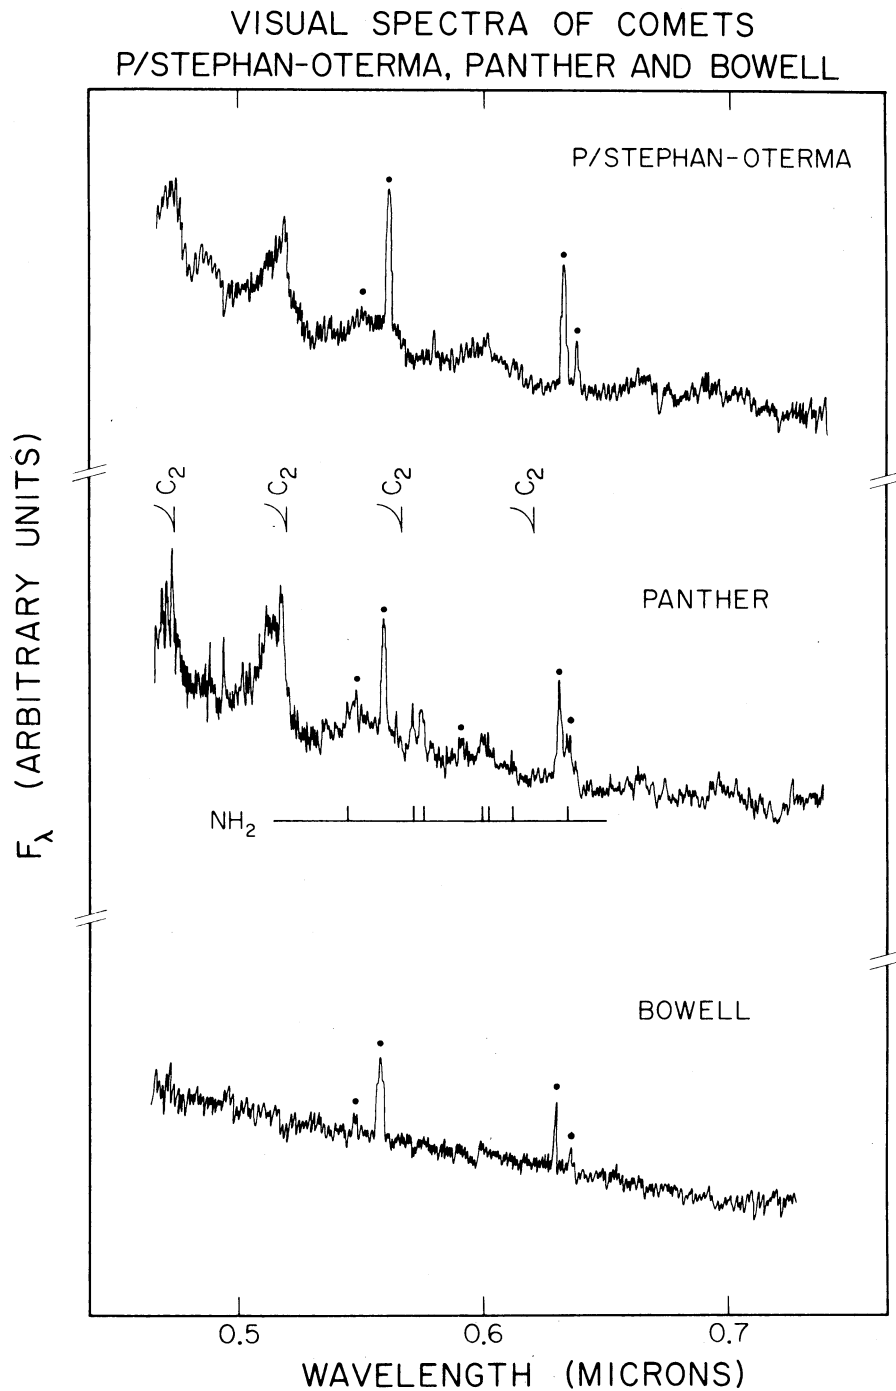 VISUAL SPECTRA OF COMETS
P/STEPHAN-OTERMA, PANTHER AND BOWELL
P/STEPHAN-OTERMA
C2 C2 C2 C2
PANTHER
NH2
BOWELL
Fλ (ARBITRARY UNITS)
0.5 0.6 0.7
WAVELENGTH (MICRONS)